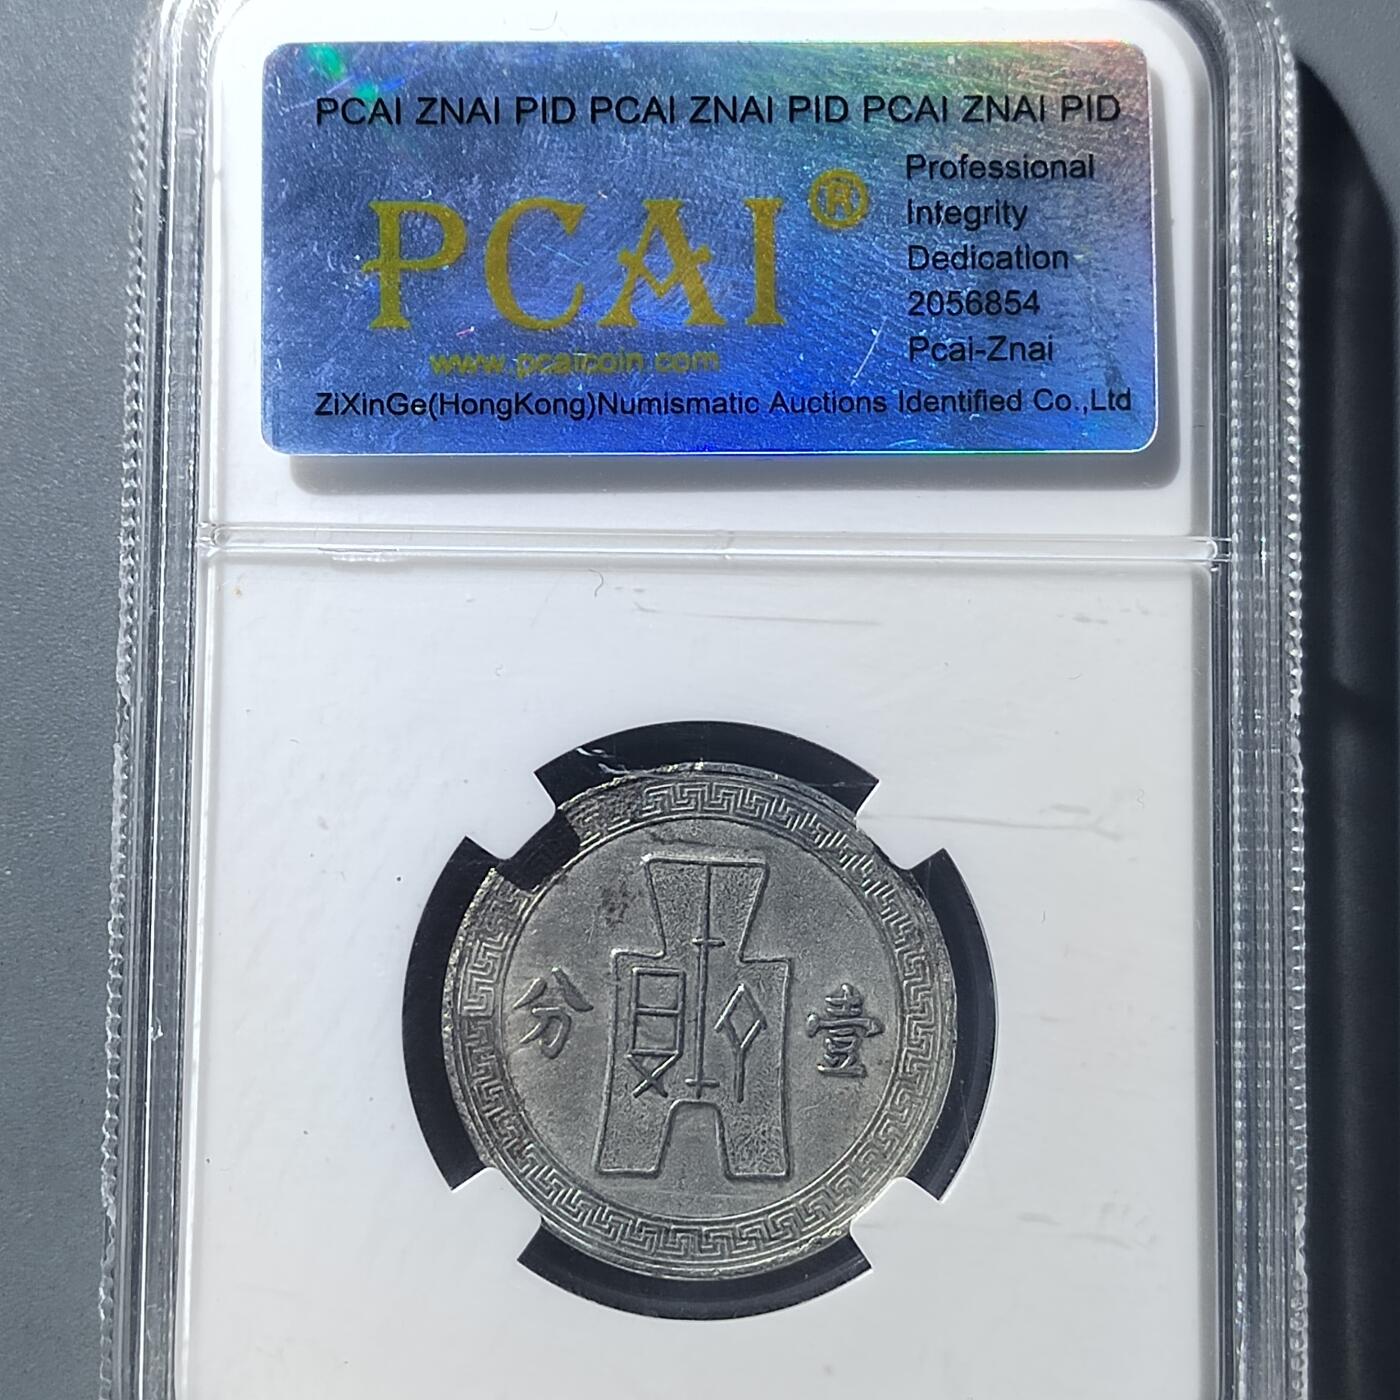 PCAI ZNAI PID PCAI ZNAI PID PCAI ZNAI PID
PCAI®
www.pcaicoin.com
Professional
Integrity
Dedication
2056854
Pcai-Znai
ZiXinGe(HongKong)Numismatic Auctions Identified Co.,Ltd
分 壹